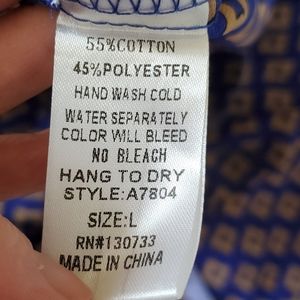 55%COTTON
45%POLYESTER
HAND WASH COLD
WATER SEPARATELY
COLOR WILL BLEED
NO BLEACH
HANG TO DRY
STYLE:A7804
SIZE:L
RN#130733
MADE IN CHINA